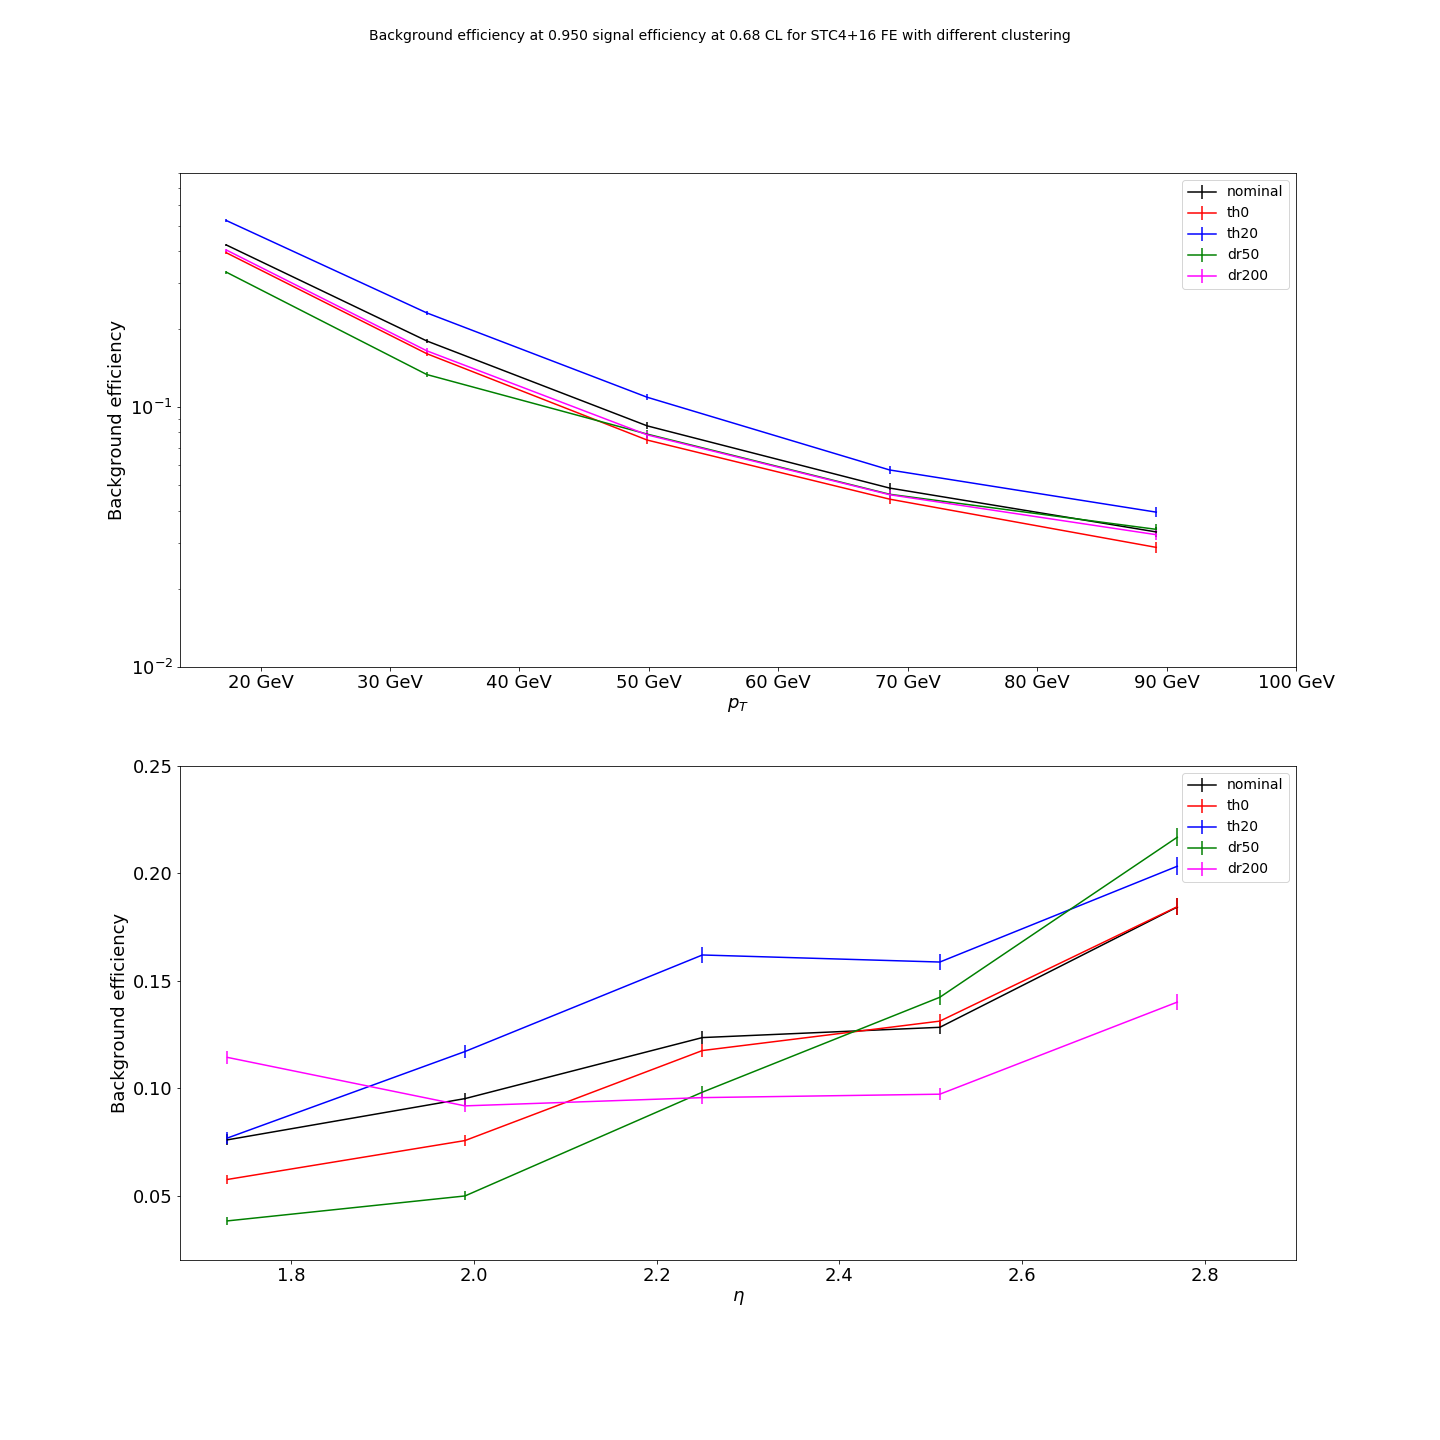 Background efficiency at 0.950 signal efficiency at 0.68 CL for STC4+16 FE with different clustering
nominal
th0
th20
dr50
dr200
Background efficiency
10⁻¹
10⁻²
20 GeV 30 GeV 40 GeV 50 GeV 60 GeV 70 GeV 80 GeV 90 GeV 100 GeV
p_T
0.25
0.20
0.15
0.10
0.05
Background efficiency
nominal
th0
th20
dr50
dr200
1.8 2.0 2.2 2.4 2.6 2.8
η